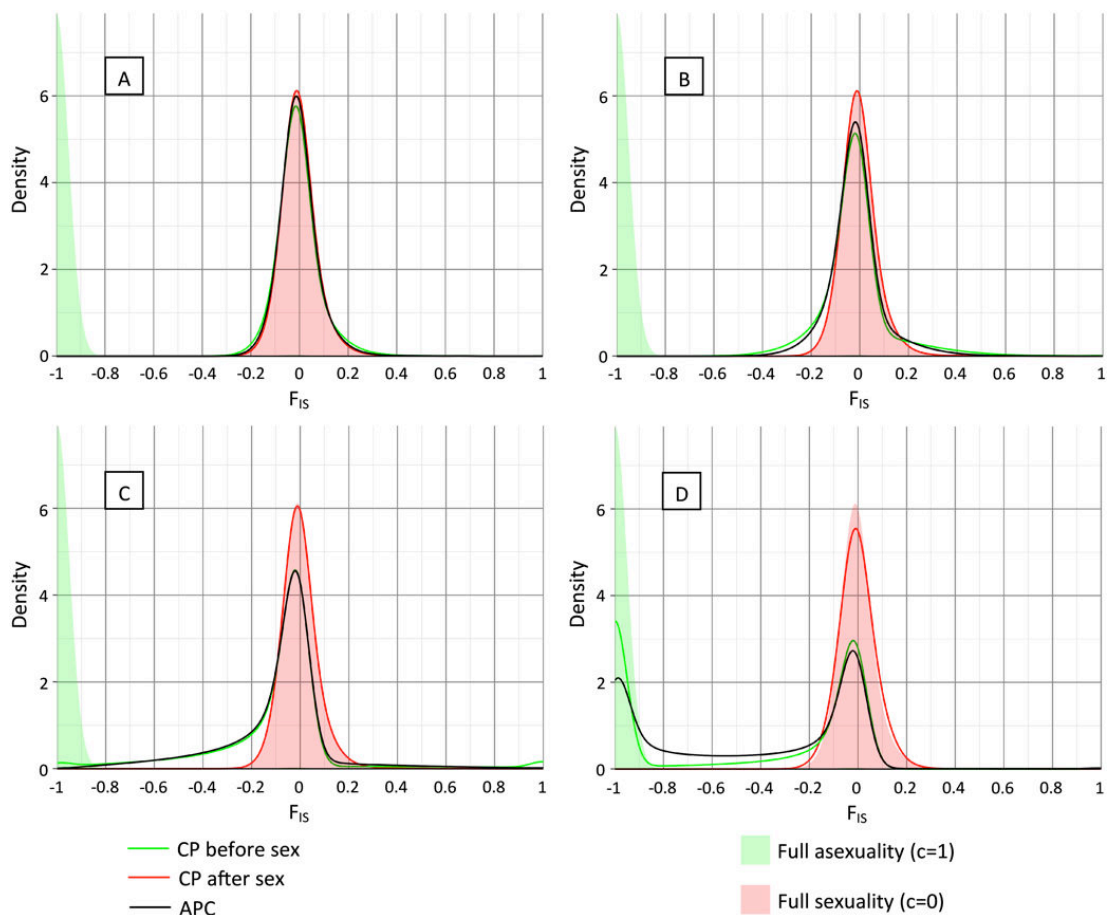 A
B
Density
Density
6
4
2
0
6
4
2
0
-1 -0.8 -0.6 -0.4 -0.2 0 0.2 0.4 0.6 0.8 1
-1 -0.8 -0.6 -0.4 -0.2 0 0.2 0.4 0.6 0.8 1
FIS
FIS
C
D
Density
Density
6
4
2
0
6
4
2
0
-1 -0.8 -0.6 -0.4 -0.2 0 0.2 0.4 0.6 0.8 1
-1 -0.8 -0.6 -0.4 -0.2 0 0.2 0.4 0.6 0.8 1
FIS
FIS
CP before sex
CP after sex
APC
Full asexuality (c=1)
Full sexuality (c=0)